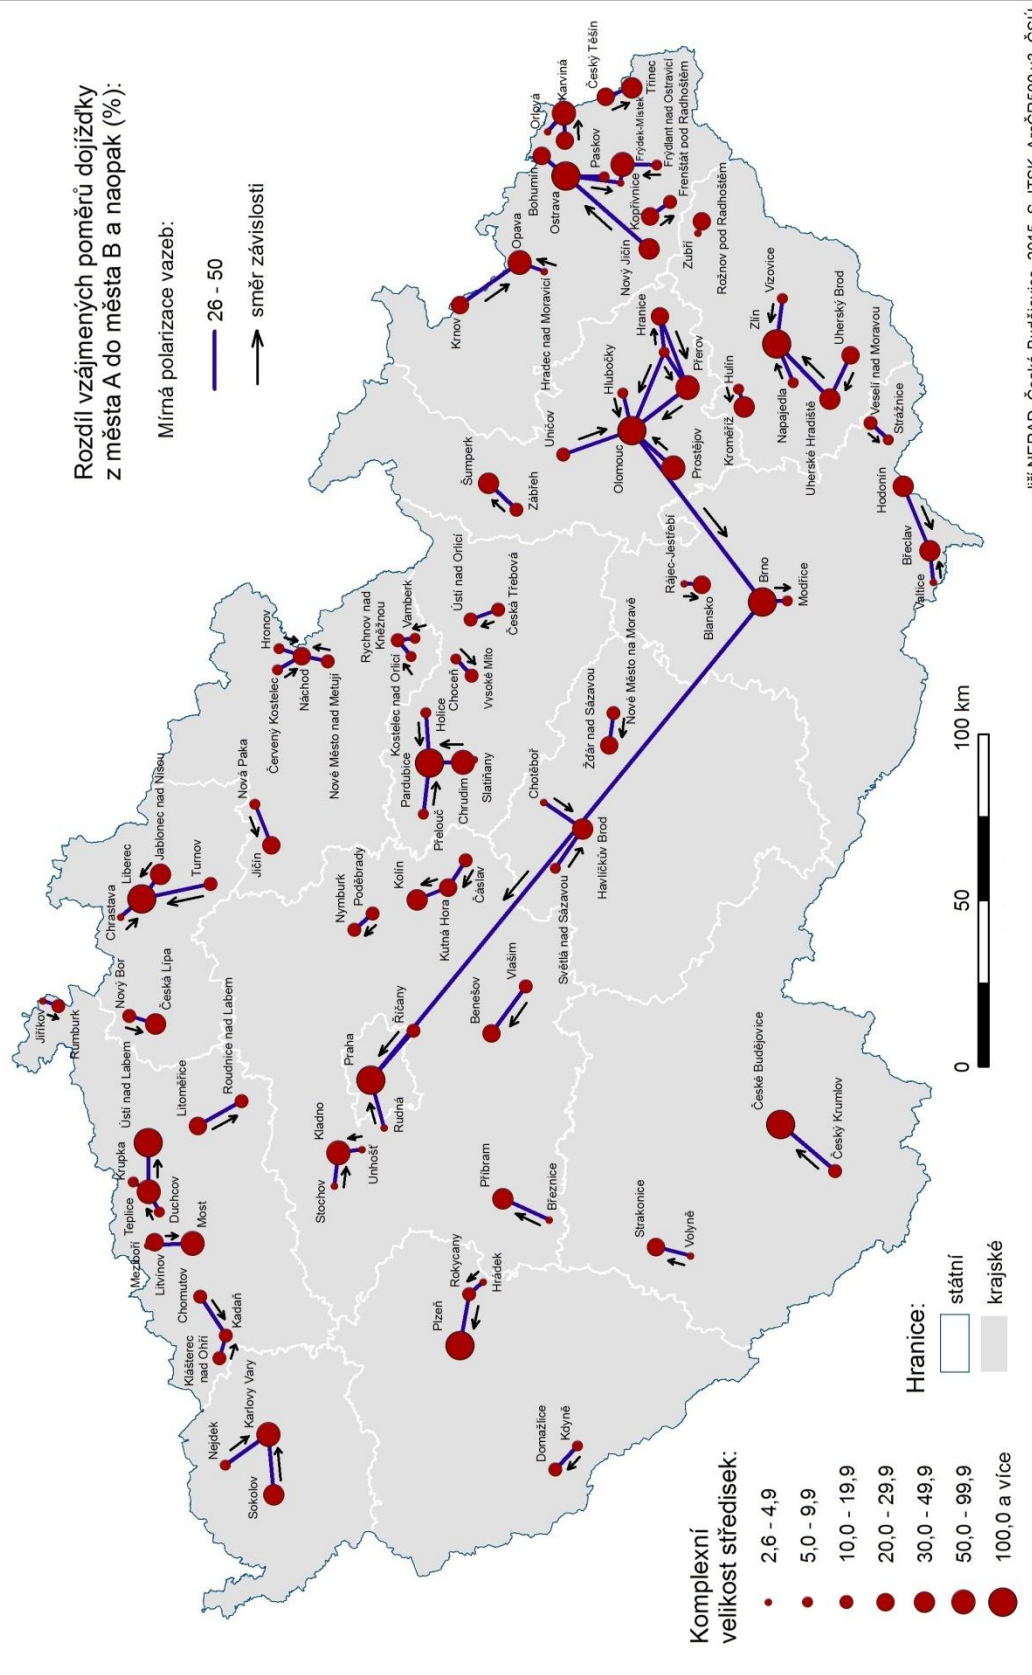 Rozdíl vzájemných poměrů dojížďky
z města A do města B a naopak (%):
Mírná polarizace vazeb:
26 - 50
směr závislosti
Jiříkov
Rumburk
Nový Bor
Česká Lípa
Chrastava
Liberec
Jablonec nad Nisou
Turnov
Nová Paka
Jičín
Ústí nad Labem
Krupka
Teplice
Duchcov
Meziboří
Litvínov
Most
Litoměřice
Roudnice nad Labem
Chomutov
Kadaň
Klášterec
nad Ohří
Karlovy Vary
Nejdek
Sokolov
Červený Kostelec
Hronov
Náchod
Nové Město nad Metují
Rychnov nad
Kněžnou
Vamberk
Kostelec nad Orlicí
Ústí nad Orlicí
Česká Třebová
Choceň
Vysoké Mýto
Holice
Pardubice
Přelouč
Chrudim
Slatiňany
Nymburk
Poděbrady
Kolín
Kutná Hora
Čáslav
Praha
Říčany
Rudná
Kladno
Stochov
Unhošť
Benešov
Vlašim
Příbram
Březnice
Rokycany
Plzeň
Hrádek
Domažlice
Kdyně
Strakonice
Volyně
České Budějovice
Český Krumlov
Chotěboř
Světlá nad Sázavou
Havlíčkův Brod
Žďár nad Sázavou
Nové Město na Moravě
Šumperk
Zábřeh
Uničov
Olomouc
Hlubočky
Prostějov
Přerov
Hranice
Rájec-Jestřebí
Blansko
Brno
Modřice
Krnov
Opava
Hradec nad Moravicí
Bohumín
Ostrava
Orlová
Karviná
Český Těšín
Třinec
Paskov
Frýdek-Místek
Frýdlant nad Ostravicí
Frenštát pod Radhoštěm
Kopřivnice
Nový Jičín
Zubří
Rožnov pod Radhoštěm
Hulín
Kroměříž
Zlín
Vizovice
Napajedla
Uherské Hradiště
Uherský Brod
Veselí nad Moravou
Strážnice
Hodonín
Břeclav
Valtice
Komplexní
velikost středisek:
2,6 - 4,9
5,0 - 9,9
10,0 - 19,9
20,0 - 29,9
30,0 - 49,9
50,0 - 99,9
100,0 a více
Hranice:
státní
krajské
0
50
100 km